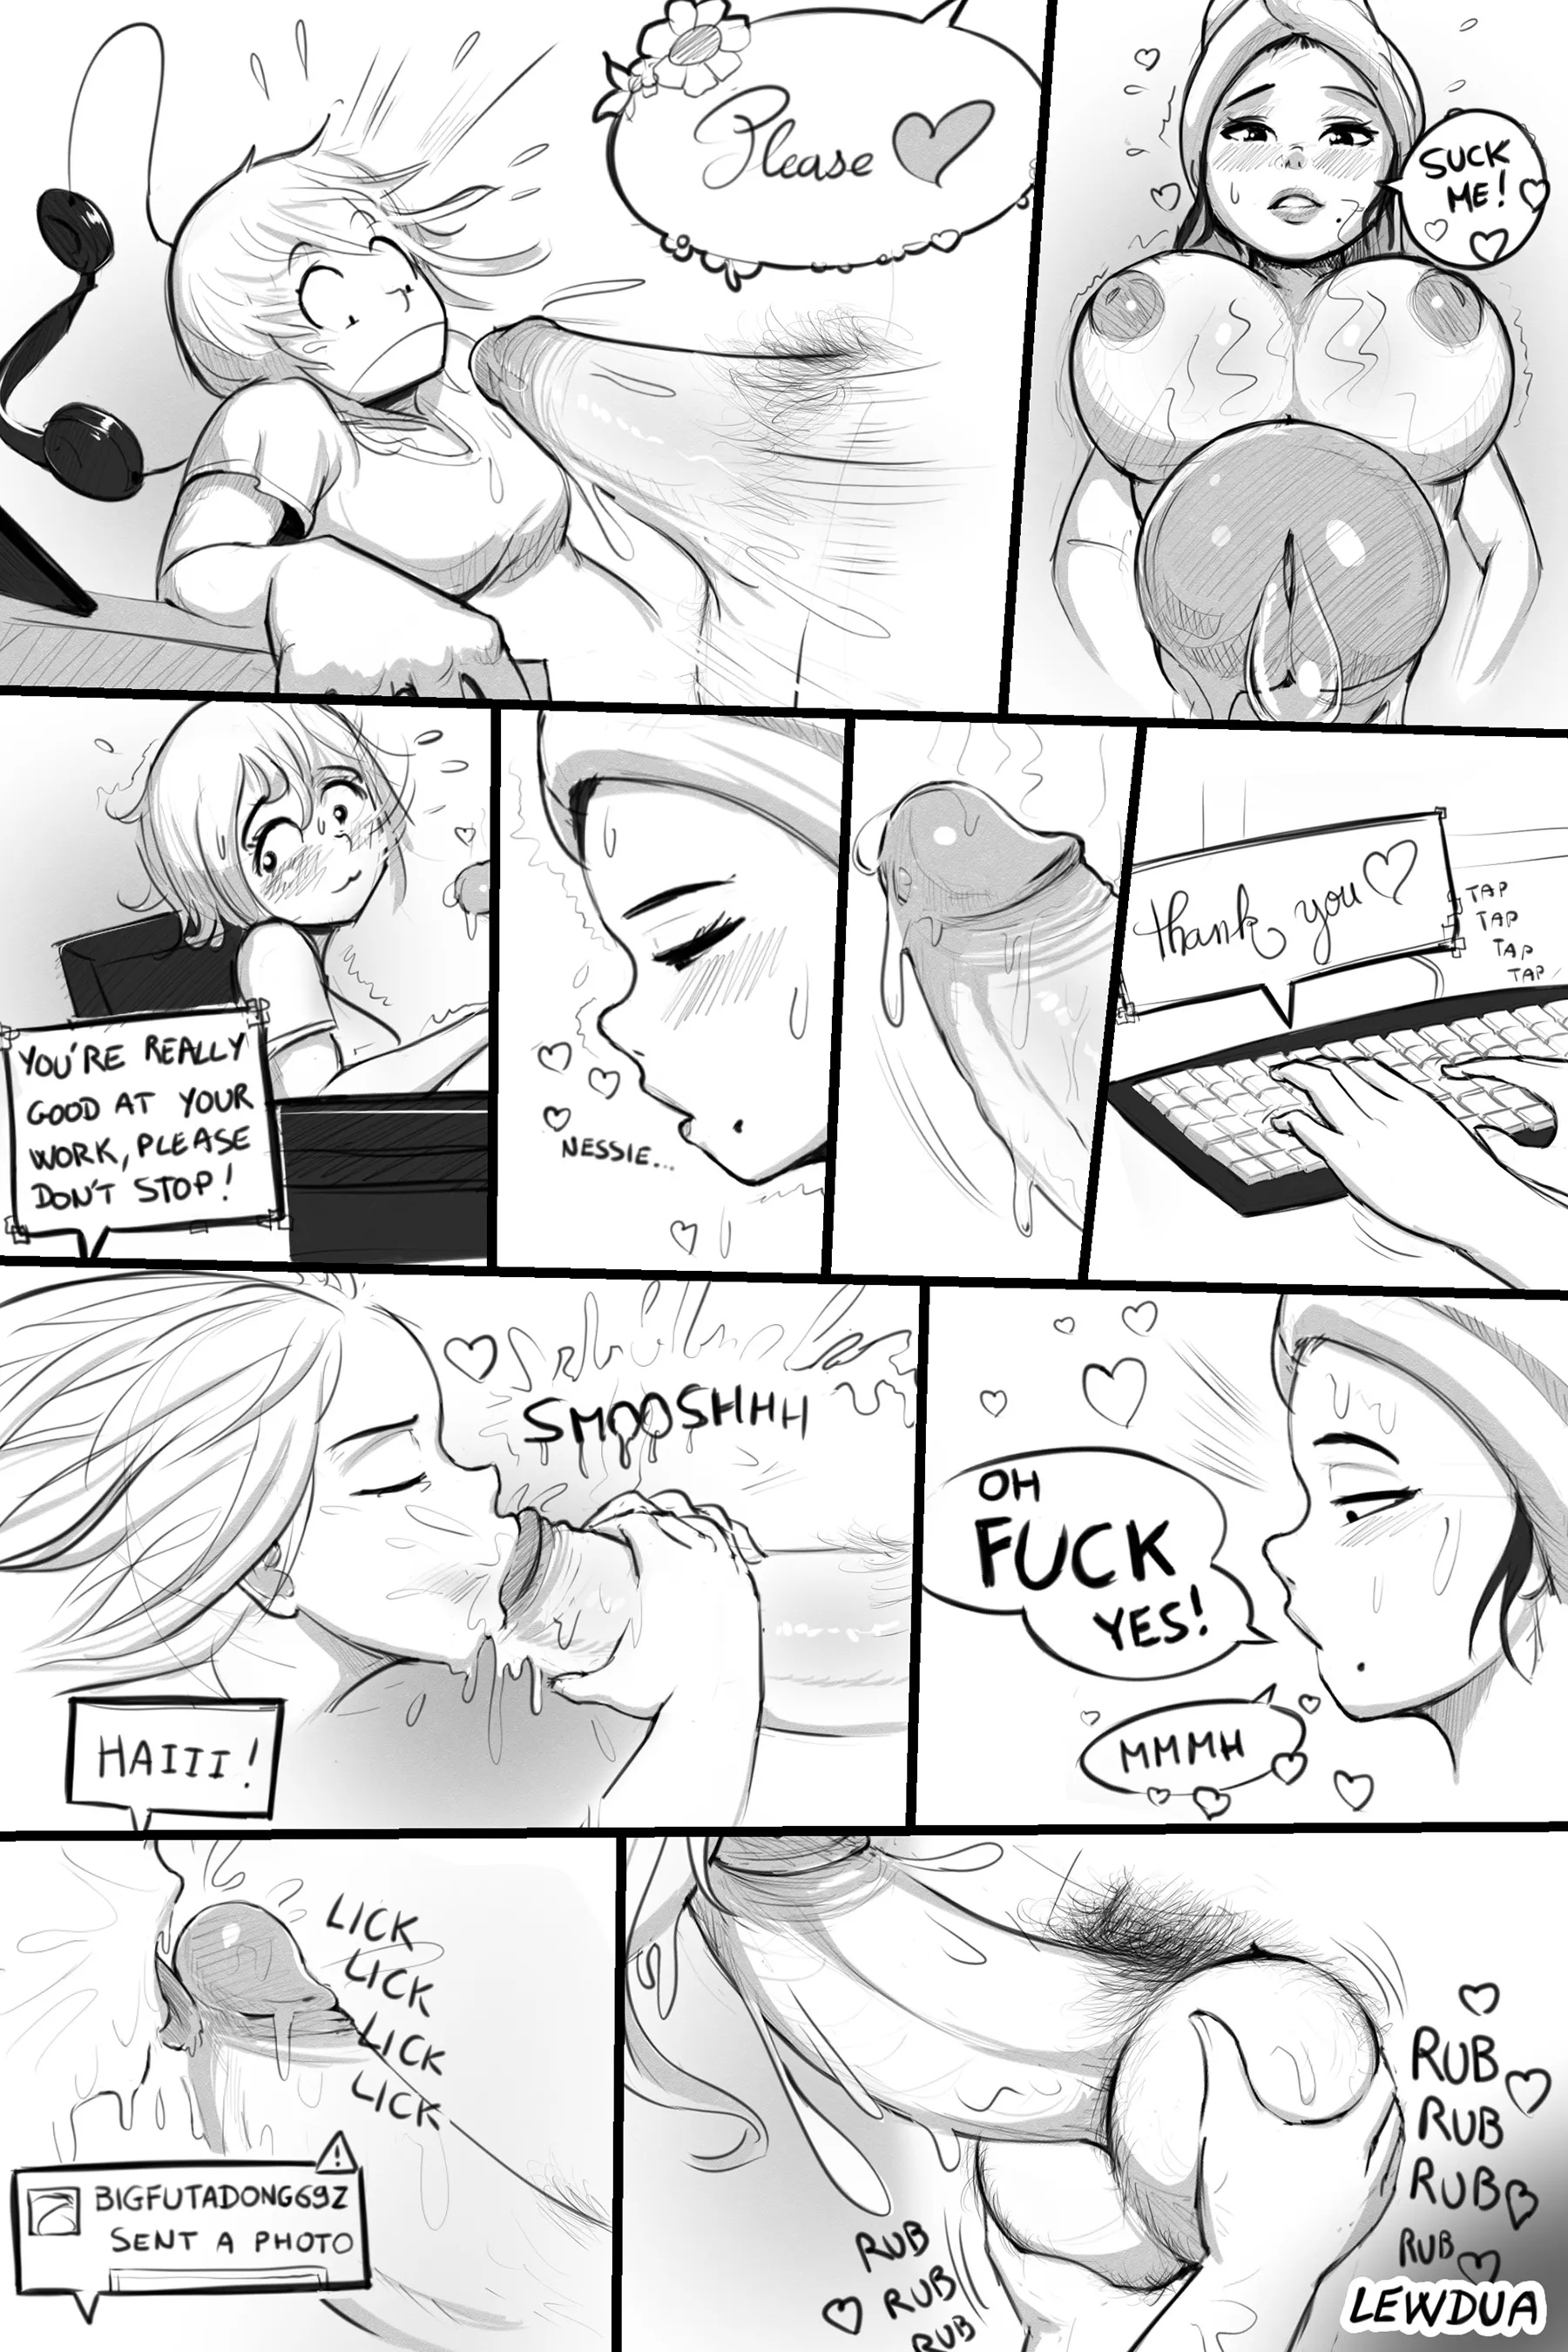 Please
SUCK
ME!
YOU'RE REALLY
GOOD AT YOUR
WORK, PLEASE
DON'T STOP!
NESSIE...
thank you
TAP
TAP
TAP
TAP
SMOOSHHH
HAIII!
OH
FUCK
YES!
MMMH
LICK
LICK
LICK
LICK
BIGFUTADONG69Z
SENT A PHOTO
RUB
RUB
RUB
RUB
RUB
RUB
RUB
LEWDUA